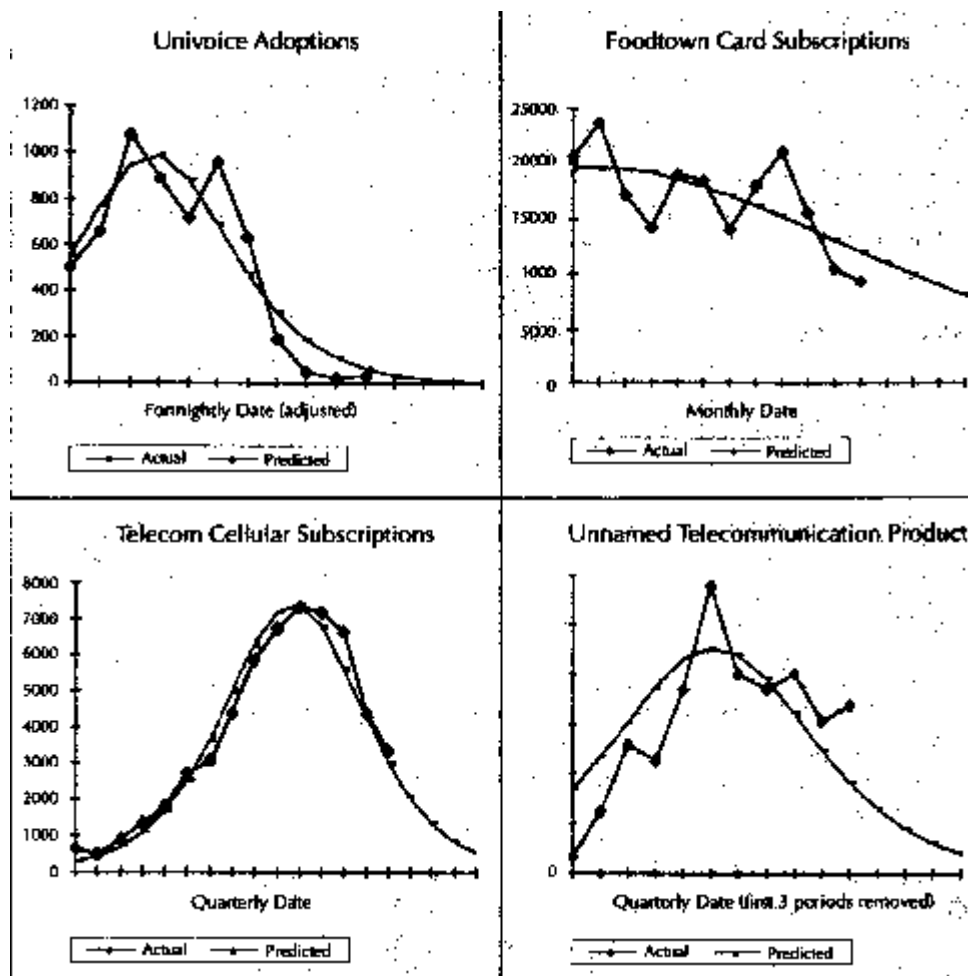 Univoice Adoptions
1200
1000
800
600
400
200
0
Fortnightly Date (adjusted)
Actual
Predicted
Foodtown Card Subscriptions
25000
20000
15000
1000
5000
0
Monthly Date
Actual
Predicted
Telecom Cellular Subscriptions
8000
7000
6000
5000
4000
3000
2000
1000
0
Quarterly Date
Actual
Predicted
Unnamed Telecommunication Product
0
Quarterly Date (first 3 periods removed)
Actual
Predicted